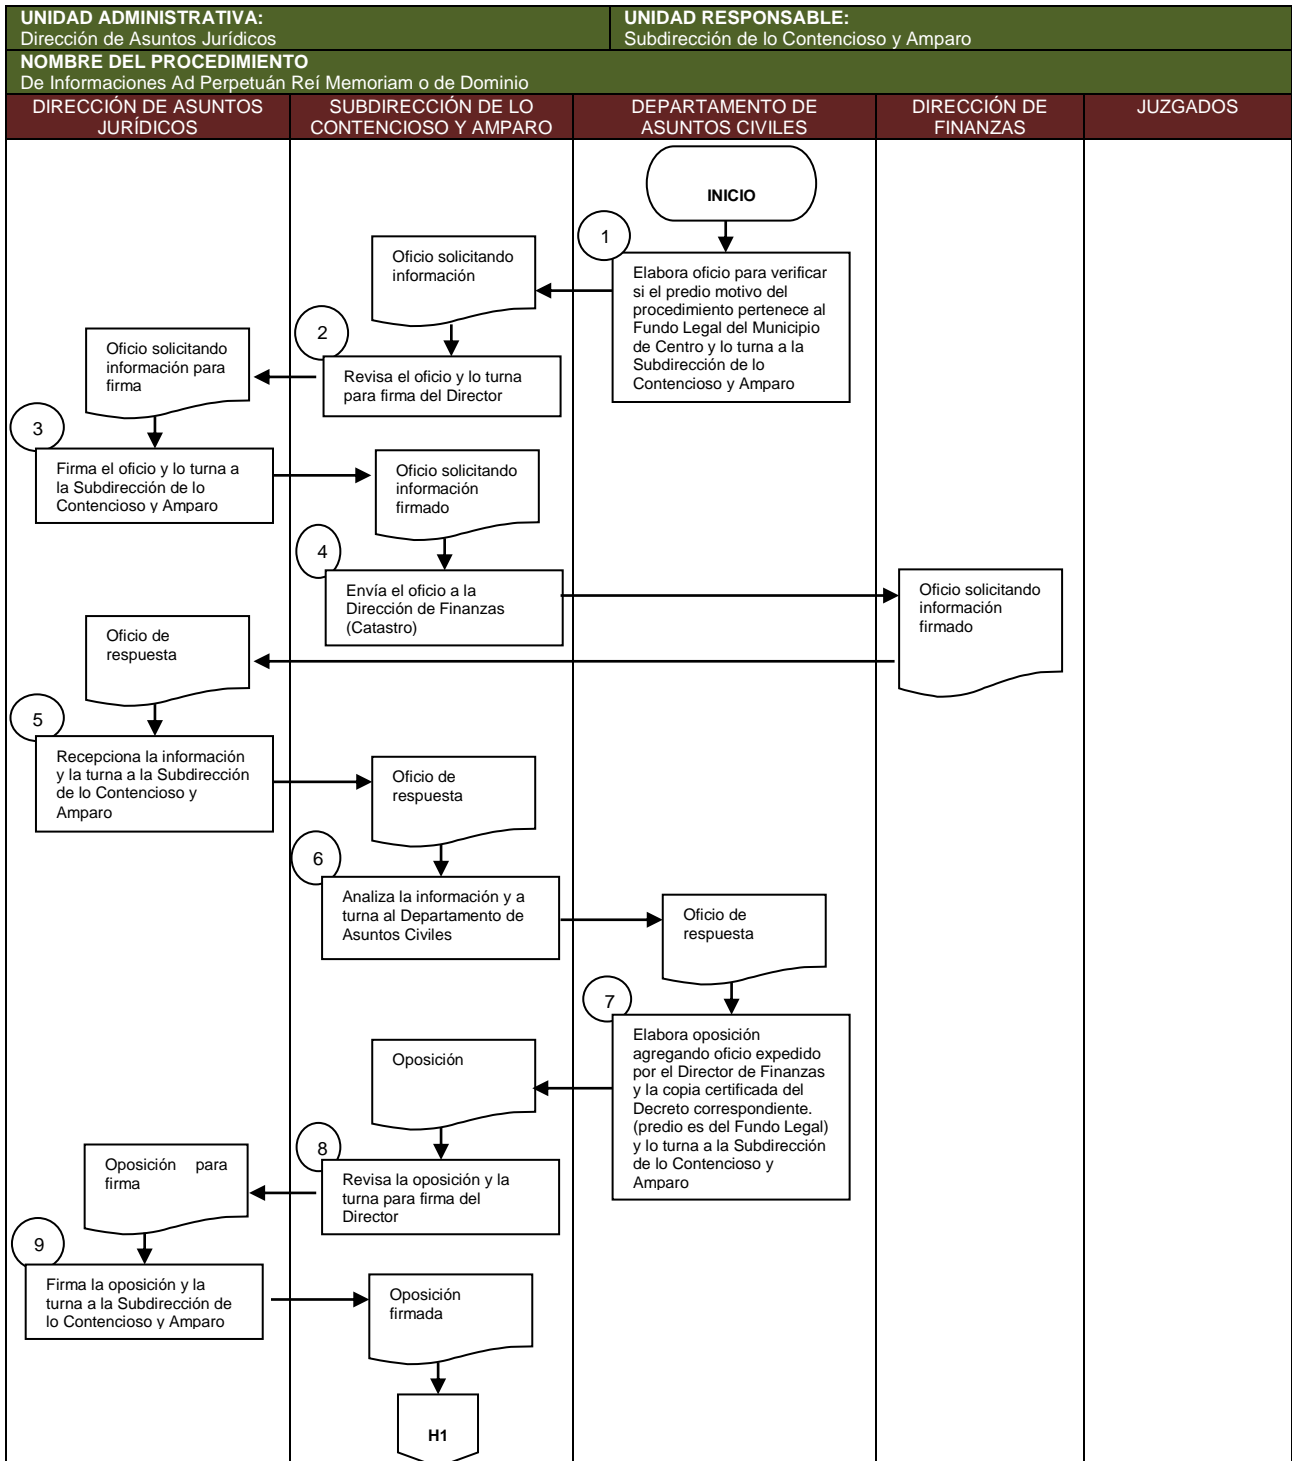 UNIDAD ADMINISTRATIVA:
Dirección de Asuntos Jurídicos
UNIDAD RESPONSABLE:
Subdirección de lo Contencioso y Amparo
NOMBRE DEL PROCEDIMIENTO
De Informaciones Ad Perpetuán Reí Memoriam o de Dominio
DIRECCIÓN DE ASUNTOS
JURÍDICOS
SUBDIRECCIÓN DE LO
CONTENCIOSO Y AMPARO
DEPARTAMENTO DE
ASUNTOS CIVILES
DIRECCIÓN DE
FINANZAS
JUZGADOS
INICIO
1
Elabora oficio para verificar
si el predio motivo del
procedimiento pertenece al
Fundo Legal del Municipio
de Centro y lo turna a la
Subdirección de lo
Contencioso y Amparo
Oficio solicitando
información
2
Revisa el oficio y lo turna
para firma del Director
Oficio solicitando
información para
firma
3
Firma el oficio y lo turna a
la Subdirección de lo
Contencioso y Amparo
Oficio solicitando
información
firmado
4
Envía el oficio a la
Dirección de Finanzas
(Catastro)
Oficio solicitando
información
firmado
Oficio de
respuesta
5
Recepciona la información
y la turna a la Subdirección
de lo Contencioso y
Amparo
Oficio de
respuesta
6
Analiza la información y a
turna al Departamento de
Asuntos Civiles
Oficio de
respuesta
7
Elabora oposición
agregando oficio expedido
por el Director de Finanzas
y la copia certificada del
Decreto correspondiente.
(predio es del Fundo Legal)
y lo turna a la Subdirección
de lo Contencioso y
Amparo
Oposición
8
Revisa la oposición y la
turna para firma del
Director
Oposición para
firma
9
Firma la oposición y la
turna a la Subdirección de
lo Contencioso y Amparo
Oposición
firmada
H1